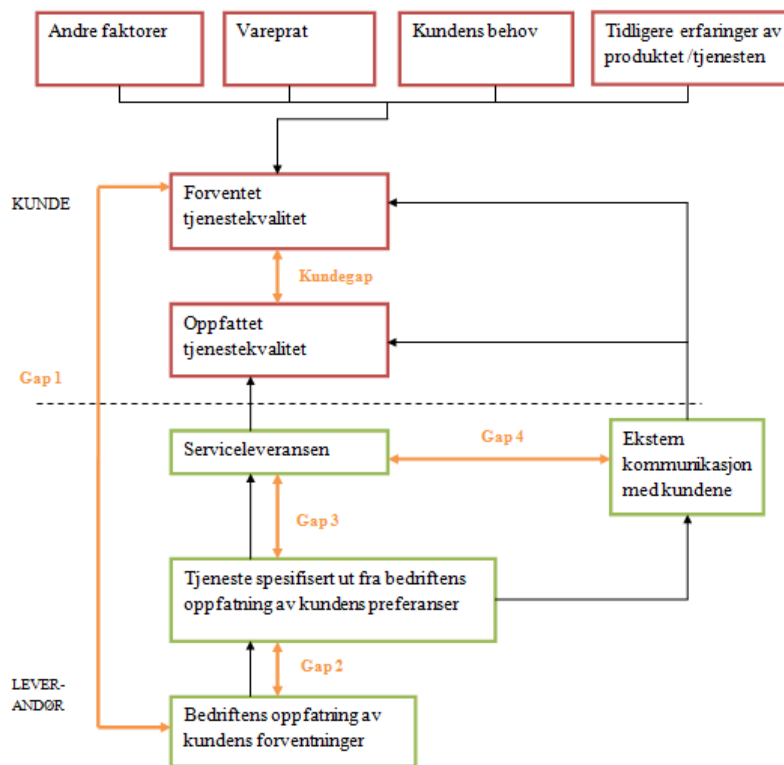 Andre faktorer
Vareprat
Kundens behov
Tidligere erfaringer av
produktet /tjenesten
KUNDE
Forventet
tjenestekvalitet
Kundegap
Oppfattet
tjenestekvalitet
Gap 1
Serviceleveransen
Gap 4
Ekstern
kommunikasjon
med kundene
Gap 3
Tjeneste spesifisert ut fra bedriftens
oppfatning av kundens preferanser
Gap 2
LEVER-
ANDØR
Bedriftens oppfatning av
kundens forventninger